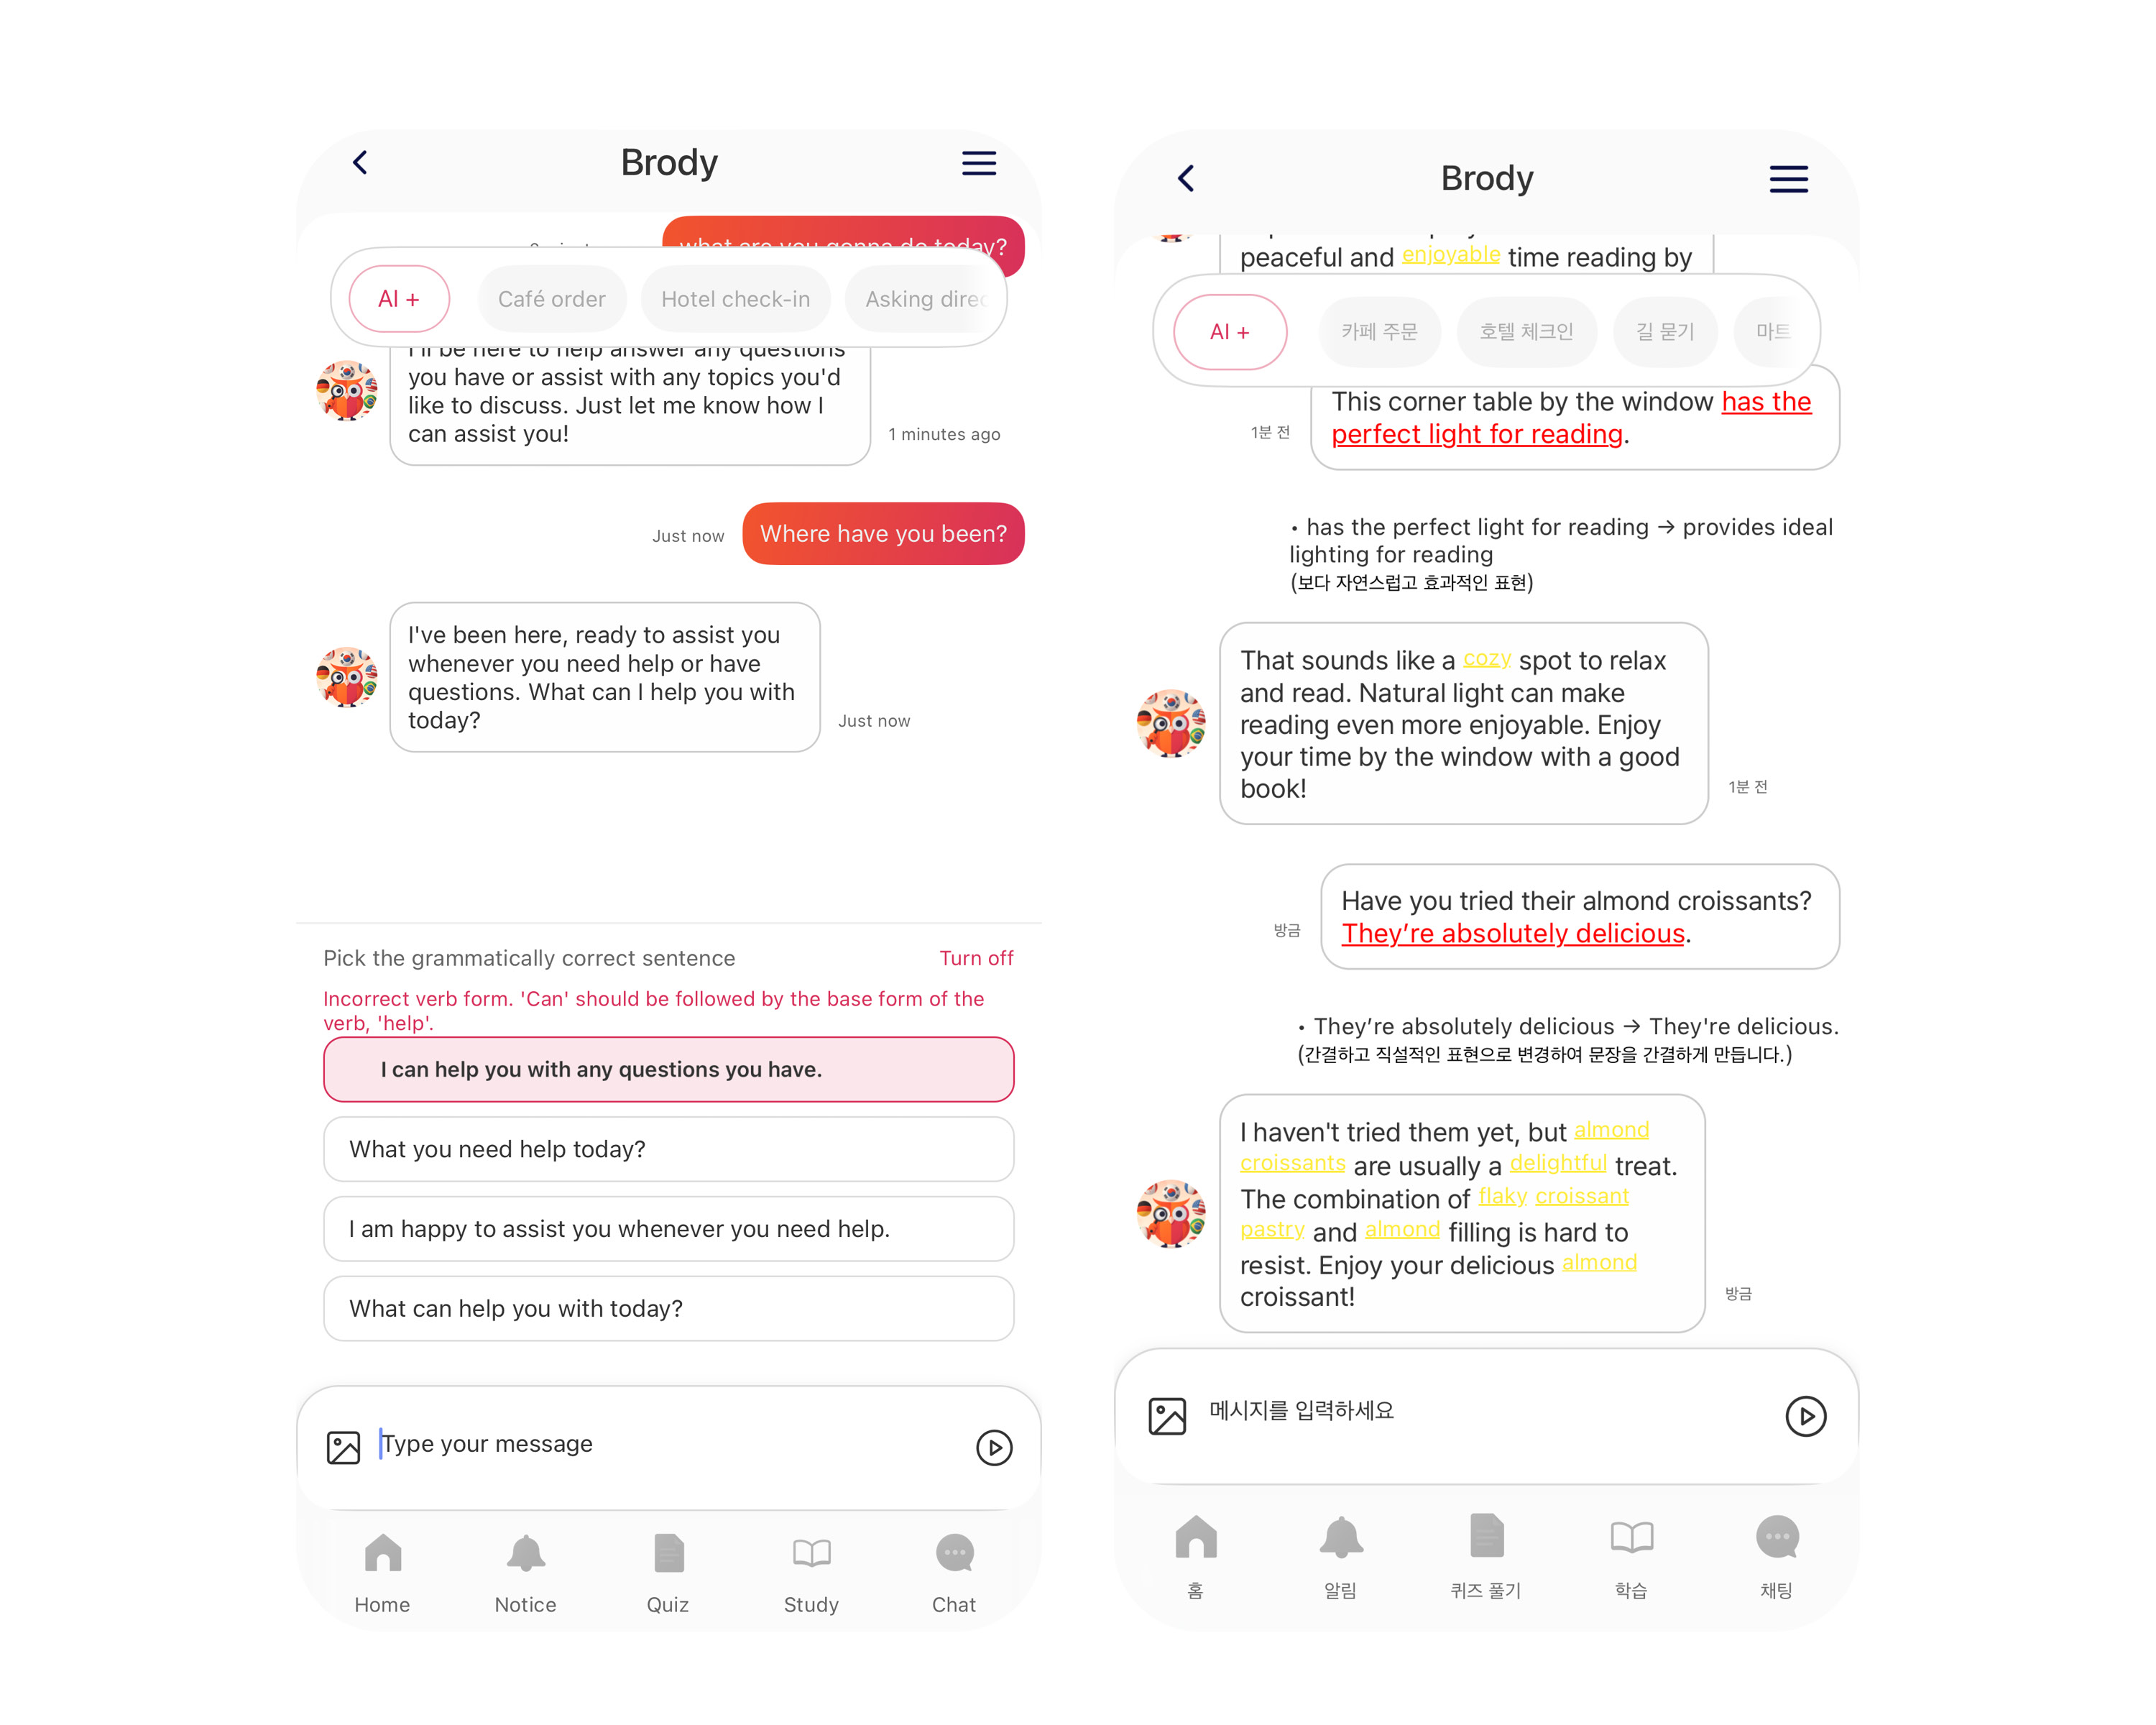 Brody
what are you gonna do today?
AI +
Café order
Hotel check-in
Asking direc
I'll be here to help answer any questions
you have or assist with any topics you'd
like to discuss. Just let me know how I
can assist you!
1 minutes ago
Just now
Where have you been?
I've been here, ready to assist you
whenever you need help or have
questions. What can I help you with
today?
Just now
Pick the grammatically correct sentence
Turn off
Incorrect verb form. 'Can' should be followed by the base form of the
verb, 'help'.
I can help you with any questions you have.
What you need help today?
I am happy to assist you whenever you need help.
What can help you with today?
Type your message
Home
Notice
Quiz
Study
Chat
Brody
peaceful and enjoyable time reading by
AI +
카페 주문
호텔 체크인
길 묻기
마트
This corner table by the window has the
perfect light for reading.
1분 전
• has the perfect light for reading → provides ideal
lighting for reading
(보다 자연스럽고 효과적인 표현)
That sounds like a cozy spot to relax
and read. Natural light can make
reading even more enjoyable. Enjoy
your time by the window with a good
book!
1분 전
Have you tried their almond croissants?
They’re absolutely delicious.
방금
• They’re absolutely delicious → They're delicious.
(간결하고 직설적인 표현으로 변경하여 문장을 간결하게 만듭니다.)
I haven't tried them yet, but almond
croissants are usually a delightful treat.
The combination of flaky croissant
pastry and almond filling is hard to
resist. Enjoy your delicious almond
croissant!
방금
메시지를 입력하세요
홈
알림
퀴즈 풀기
학습
채팅